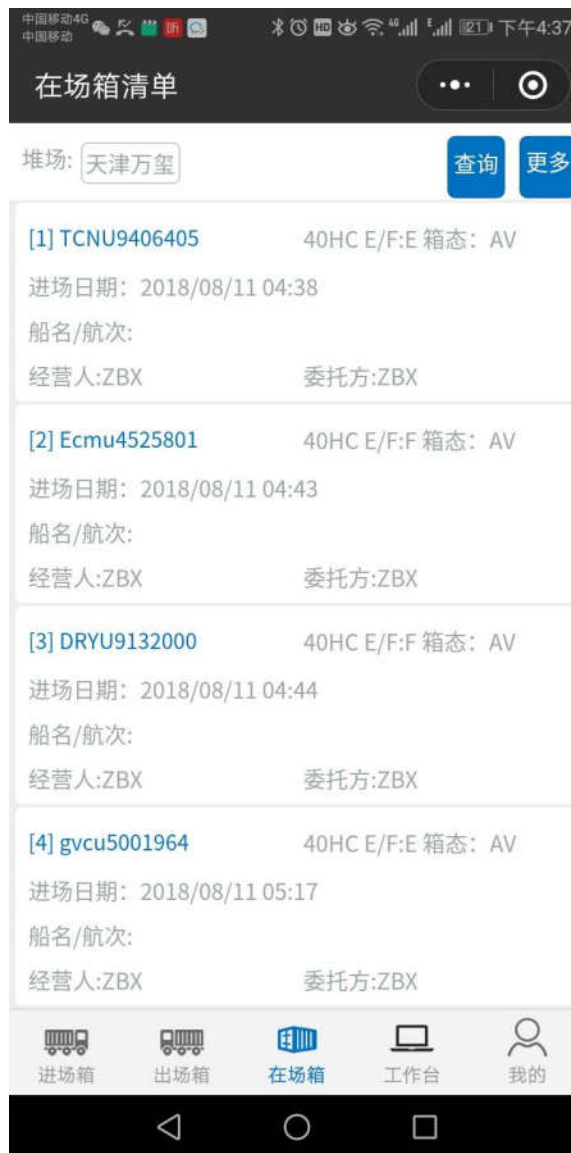 中国移动4G 听 HD 46 E 21 下午4:37
中国移动
在场箱清单
堆场: 天津万玺 查询 更多
[1] TCNU9406405 40HC E/F:E 箱态：AV
进场日期：2018/08/11 04:38
船名/航次:
经营人:ZBX 委托方:ZBX
[2] Ecmu4525801 40HC E/F:F 箱态：AV
进场日期：2018/08/11 04:43
船名/航次:
经营人:ZBX 委托方:ZBX
[3] DRYU9132000 40HC E/F:F 箱态：AV
进场日期：2018/08/11 04:44
船名/航次:
经营人:ZBX 委托方:ZBX
[4] gvcu5001964 40HC E/F:E 箱态：AV
进场日期：2018/08/11 05:17
船名/航次:
经营人:ZBX 委托方:ZBX
进场箱 出场箱 在场箱 工作台 我的